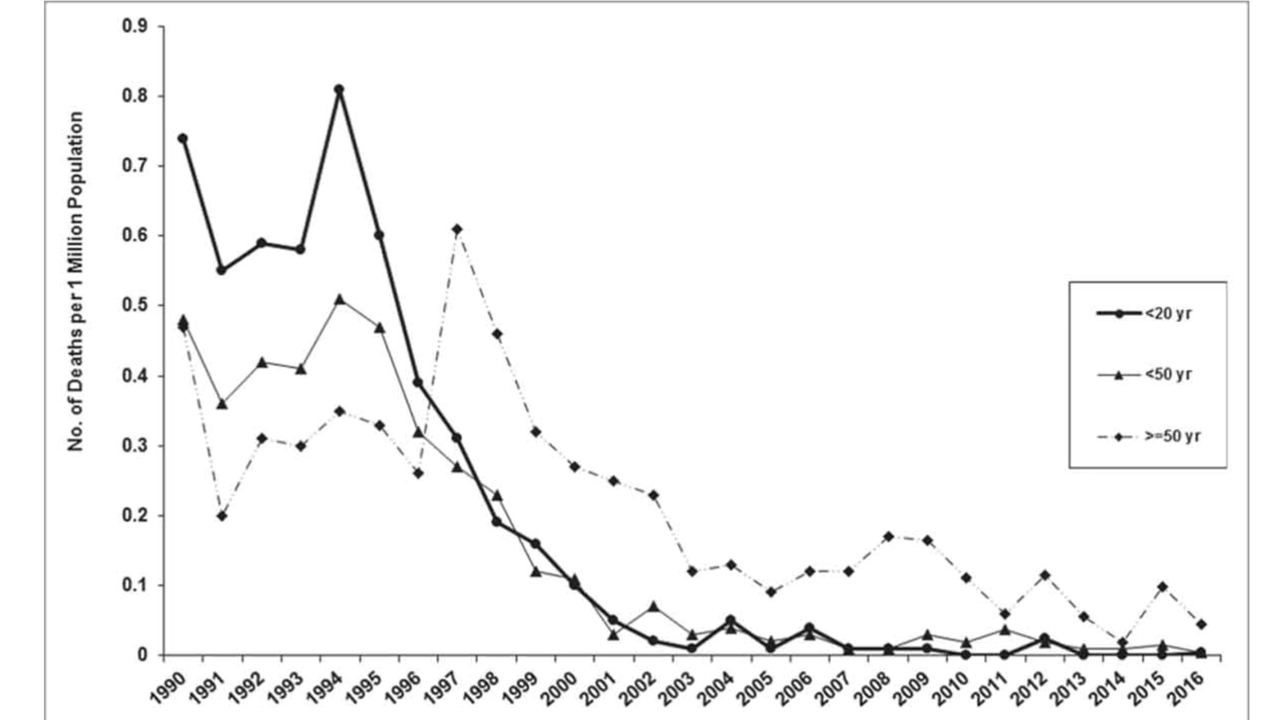 No. of Deaths per 1 Million Population
0.9
0.8
0.7
0.6
0.5
0.4
0.3
0.2
0.1
0
1990 1991 1992 1993 1994 1995 1996 1997 1998 1999 2000 2001 2002 2003 2004 2005 2006 2007 2008 2009 2010 2011 2012 2013 2014 2015 2016
<20 yr
<50 yr
>=50 yr